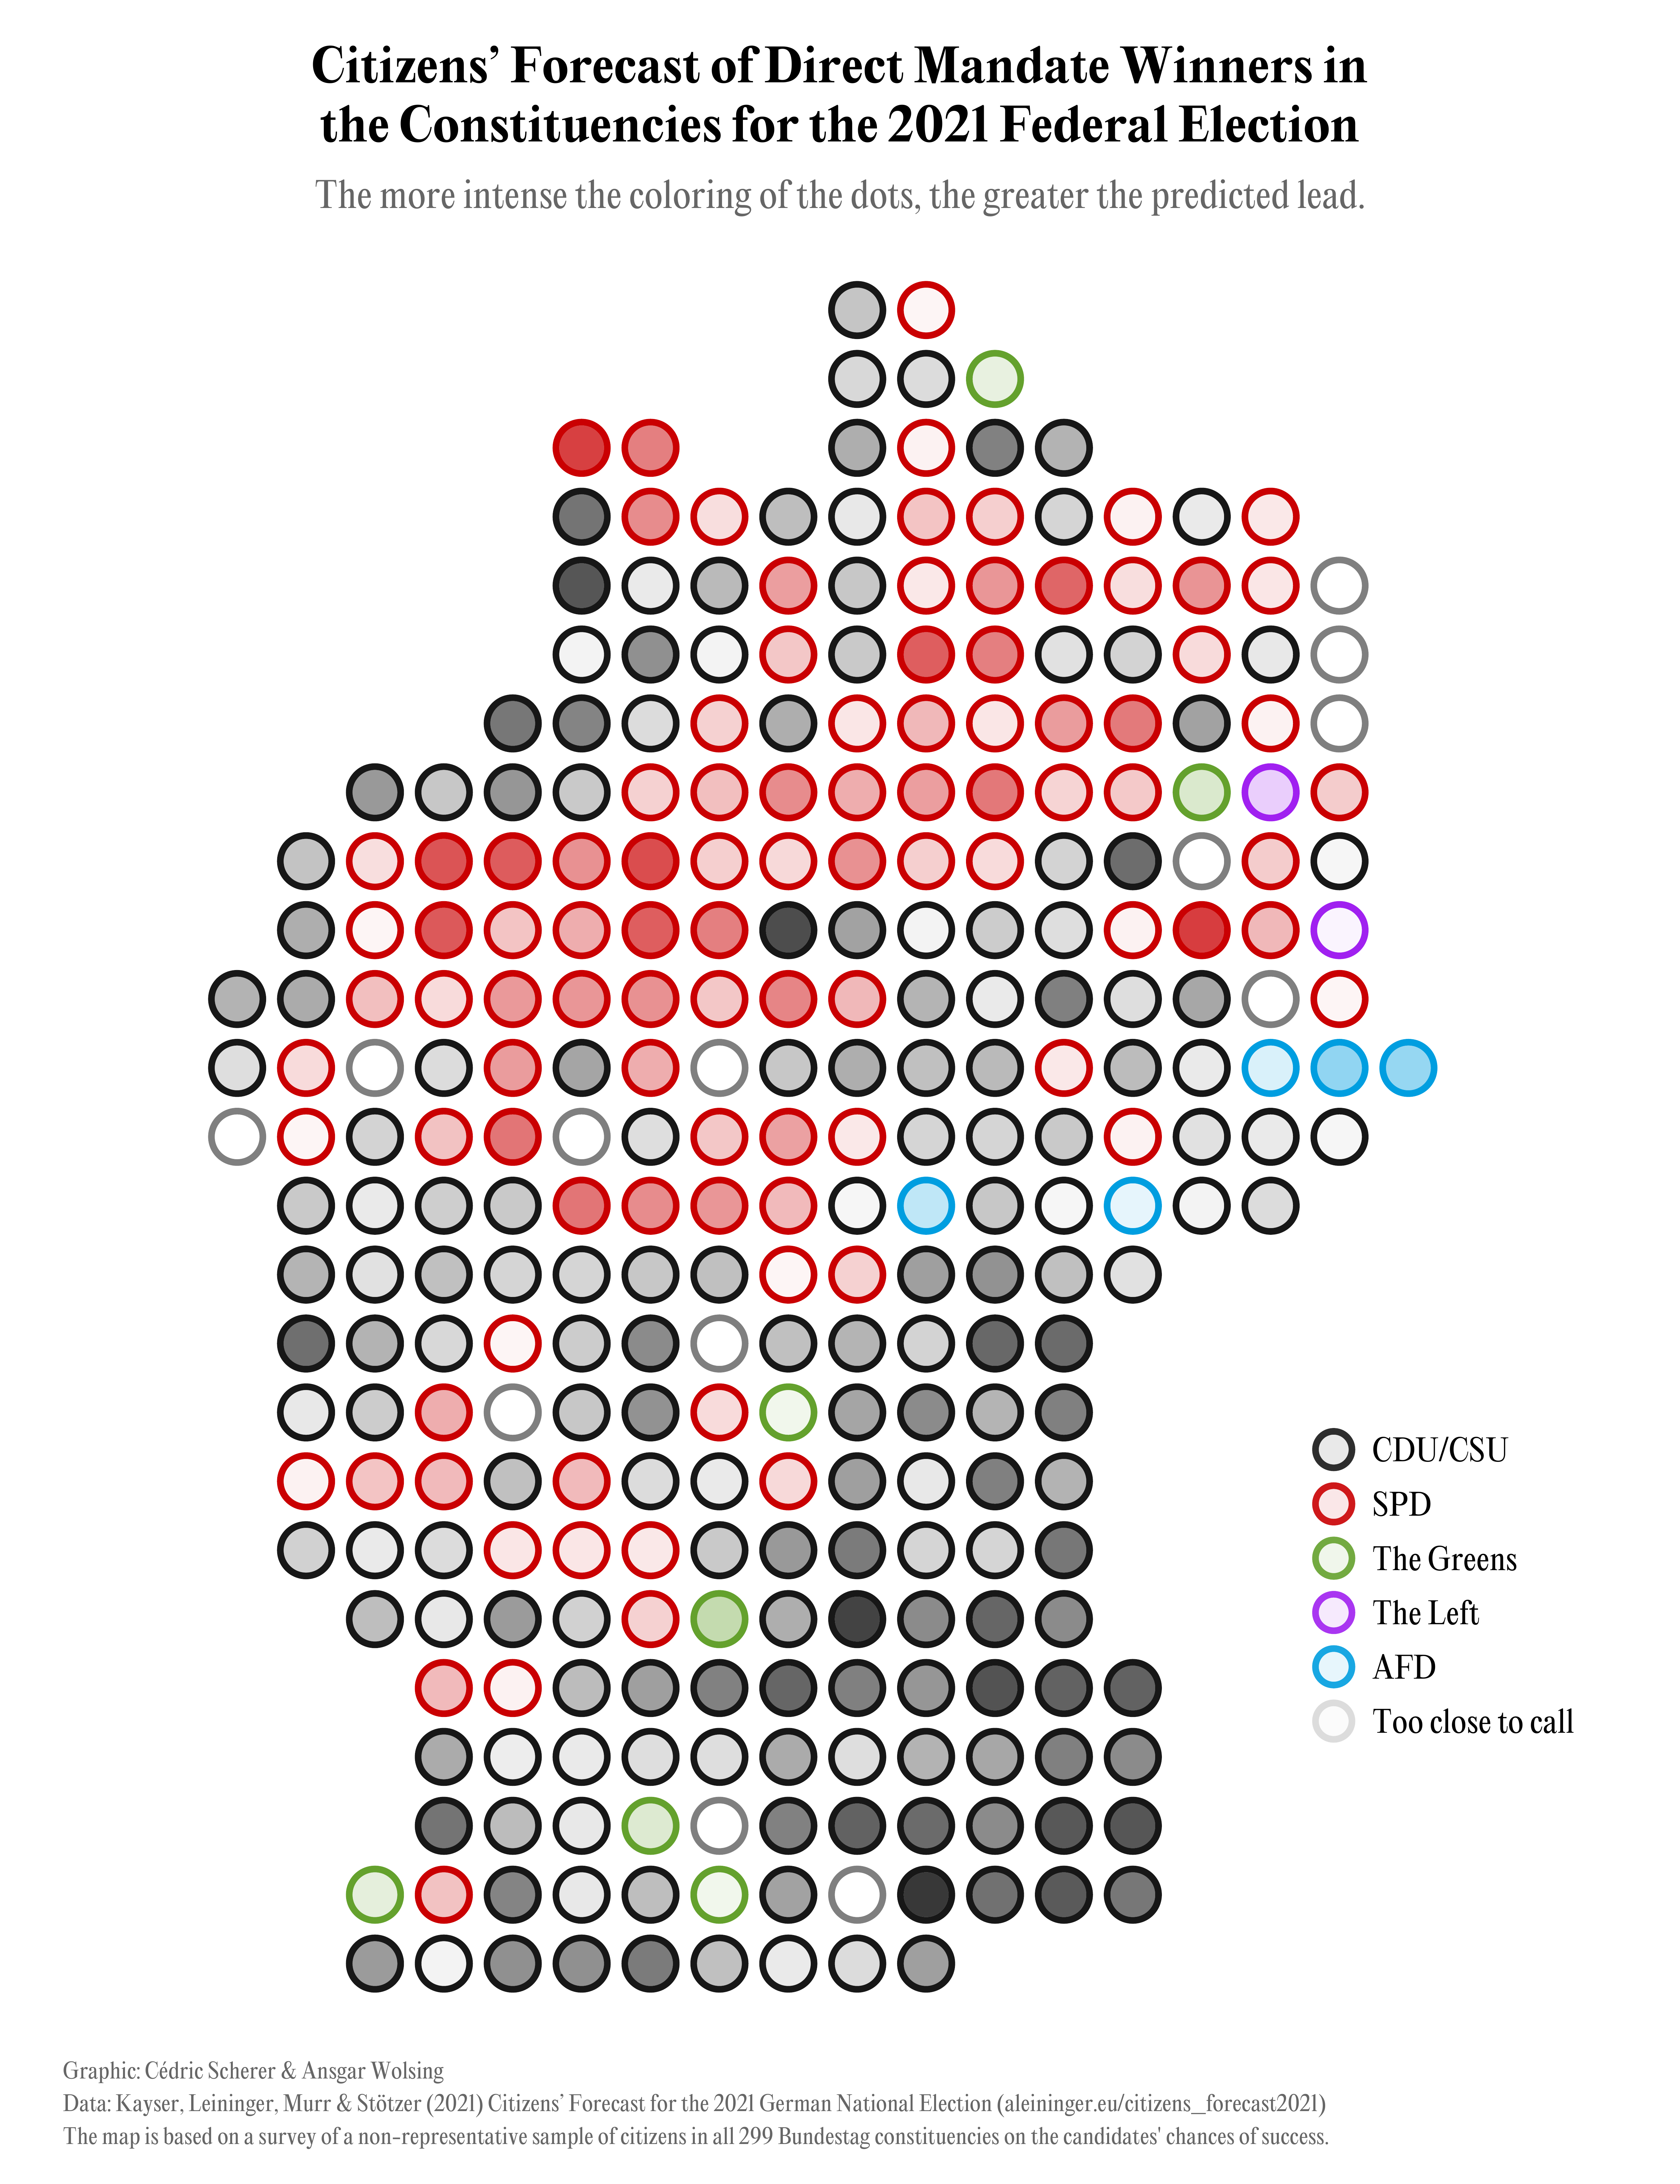 Citizens’ Forecast of Direct Mandate Winners in
the Constituencies for the 2021 Federal Election
The more intense the coloring of the dots, the greater the predicted lead.
CDU/CSU
SPD
The Greens
The Left
AFD
Too close to call
Graphic: Cédric Scherer & Ansgar Wolsing
Data: Kayser, Leininger, Murr & Stötzer (2021) Citizens’ Forecast for the 2021 German National Election (aleininger.eu/citizens_forecast2021)
The map is based on a survey of a non-representative sample of citizens in all 299 Bundestag constituencies on the candidates' chances of success.